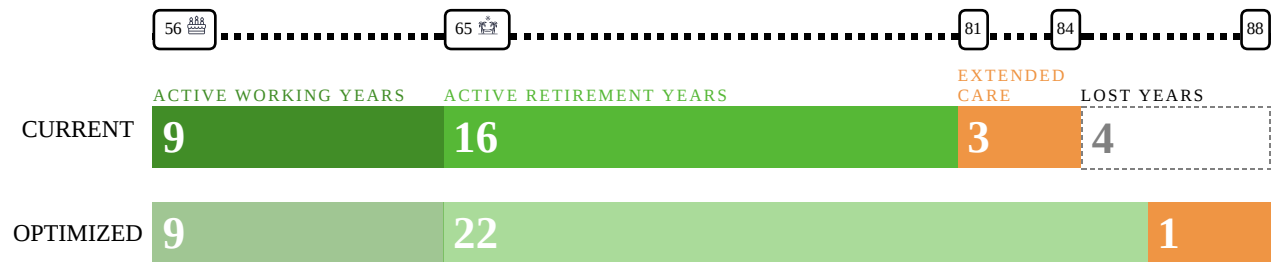 56 65 81 84 88
EXTENDED
ACTIVE WORKING YEARS ACTIVE RETIREMENT YEARS CARE LOST YEARS
CURRENT 9 16 3 4
OPTIMIZED 9 22 1